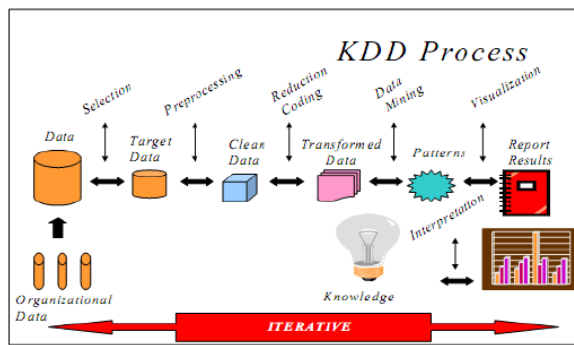 KDD Process
Selection
Preprocessing
Reduction
Coding
Data
Mining
Visualization
Data
Target
Data
Clean
Data
Transformed
Data
Patterns
Report
Results
Interpretation
Organizational
Data
Knowledge
ITERATIVE